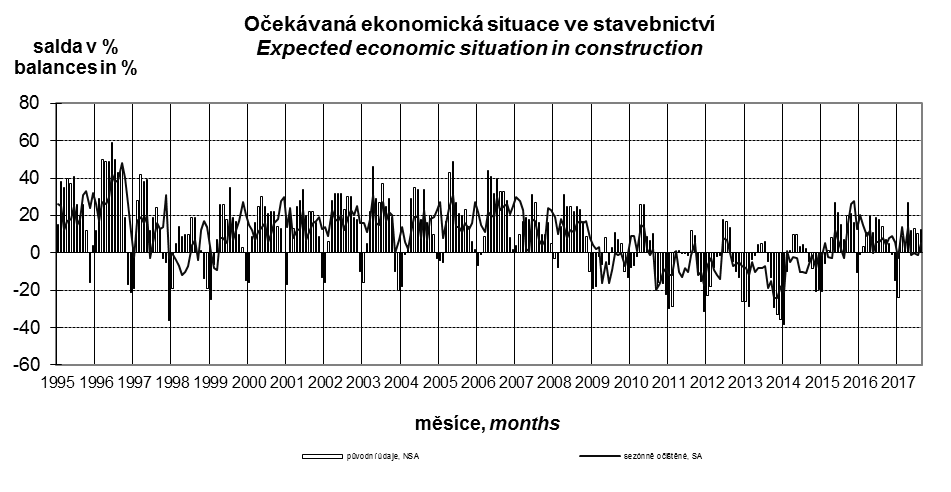 Očekávaná ekonomická situace ve stavebnictví
Expected economic situation in construction
salda v %
balances in %
80
60
40
20
0
-20
-40
-60
1995 1996 1997 1998 1999 2000 2001 2002 2003 2004 2005 2006 2007 2008 2009 2010 2011 2012 2013 2014 2015 2016 2017
měsíce, months
původní údaje, NSA
sezónně očištěné, SA